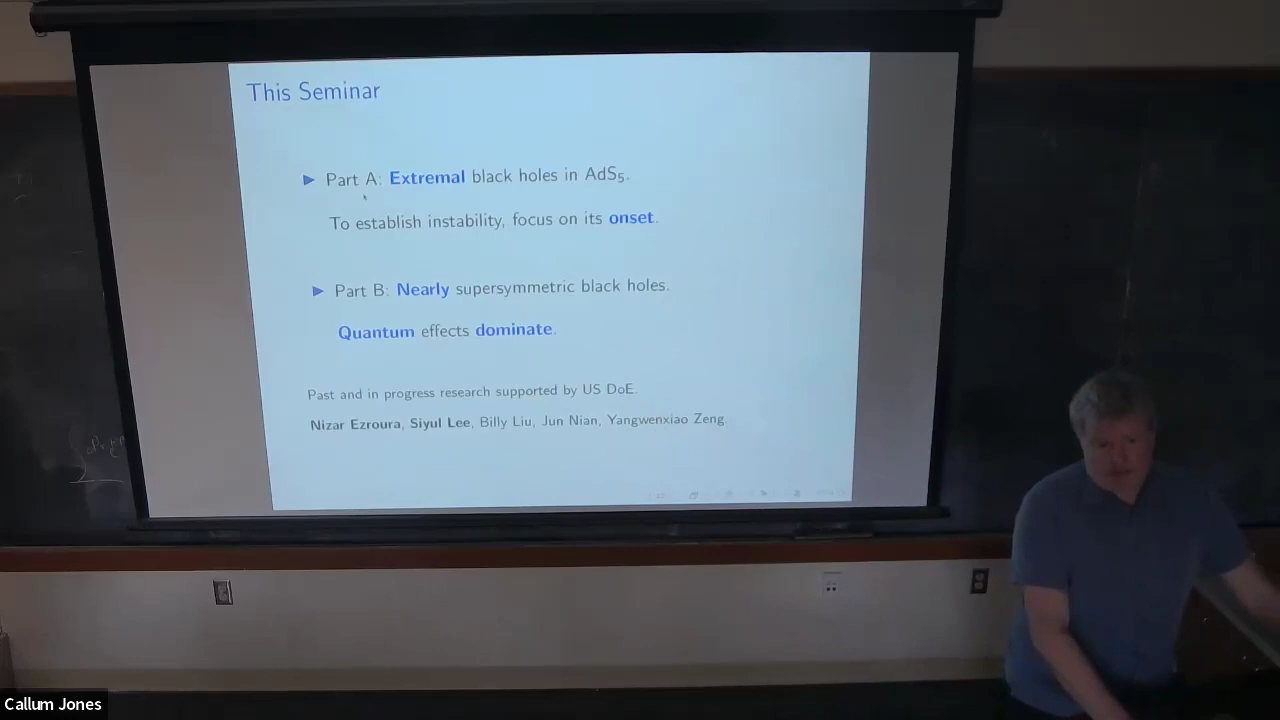 This Seminar
Part A: Extremal black holes in AdS5.
To establish instability, focus on its onset.
Part B: Nearly supersymmetric black holes.
Quantum effects dominate.
Past and in progress research supported by US DoE.
Nizar Ezroura, Siyul Lee, Billy Liu, Jun Nian, Yangwenxiao Zeng
Callum Jones